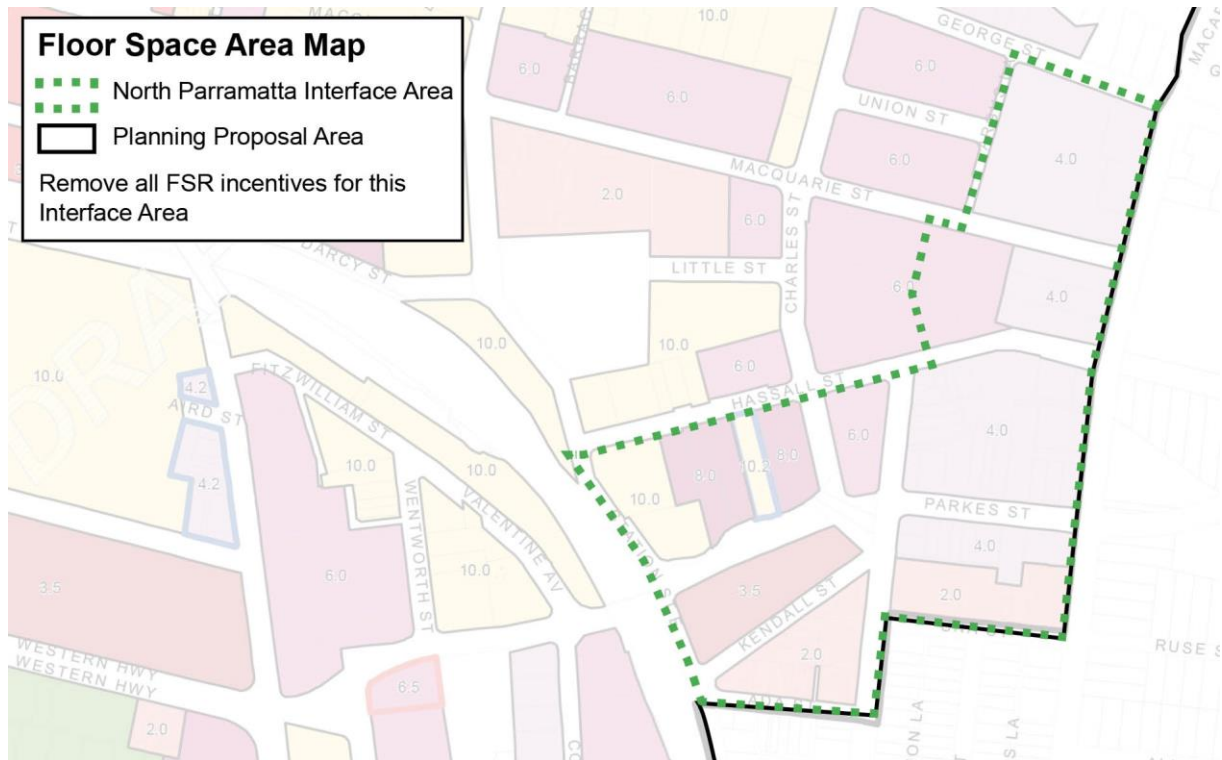 Floor Space Area Map
North Parramatta Interface Area
Planning Proposal Area
Remove all FSR incentives for this
Interface Area
GEORGE ST
6.0
6.0
10.0
6.0
UNION ST
4.0
6.0
MACQUARIE ST
2.0
6.0
DARCY ST
LITTLE ST
CHARLES ST
6.0
4.0
10.0
10.0
10.0
6.0
4.2
FITZWILLIAM ST
HASSALL ST
AIRD ST
4.2
10.0
10.0
8.0
10.2
8.0
6.0
4.0
10.0
WENTWORTH ST
VALENTINE AV
PARKES ST
4.0
3.5
6.0
10.0
3.5
KENDALL ST
2.0
2.0
WESTERN HWY
WESTERN HWY
6.5
2.0
RUSE S
ON LA
S LA
CO